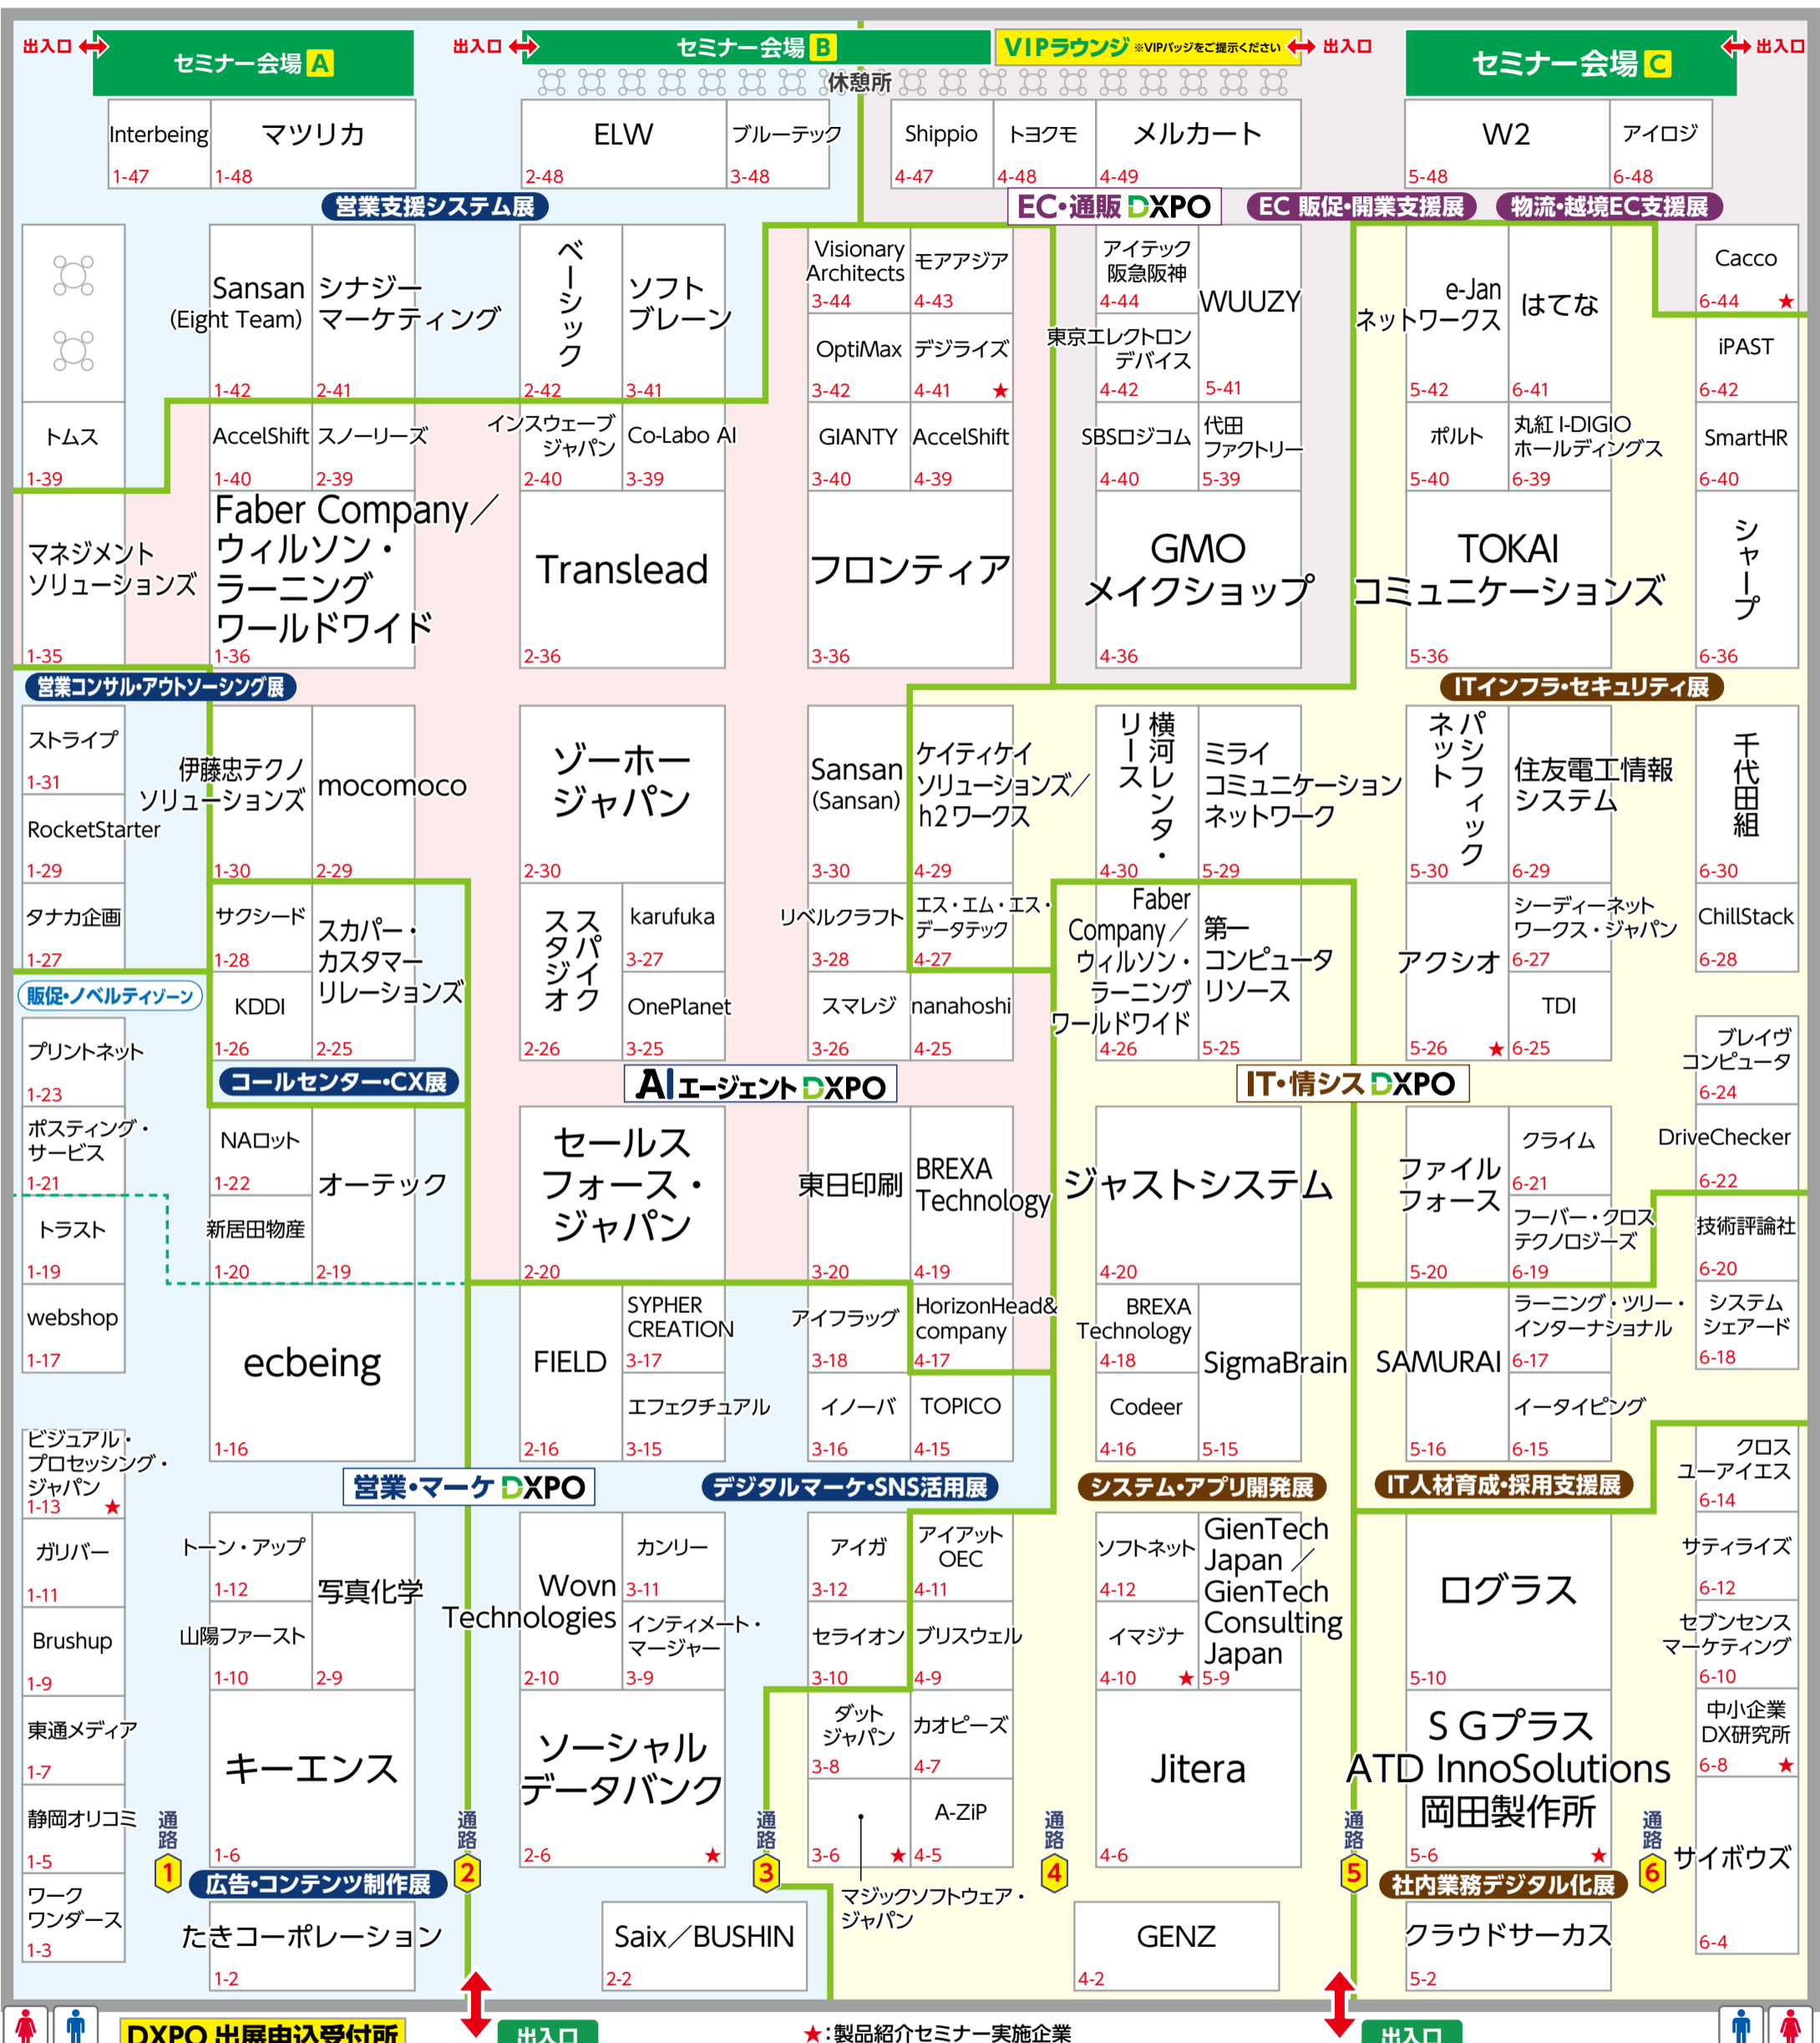 出入口
セミナー会場 A
出入口
セミナー会場 B
VIPラウンジ ※VIPバッジをご提示ください
出入口
セミナー会場 C
出入口
休憩所
Interbeing
1-47
マツリカ
1-48
ELW
2-48
ブルーテック
3-48
Shippio
4-47
トヨクモ
4-48
メルカート
4-49
W2
5-48
アイロジ
6-48
営業支援システム展
EC・通販 DXPO
EC 販促・開業支援展
物流・越境EC支援展
Sansan
(Eight Team)
1-42
シナジー
マーケティング
2-41
ベーシック
2-42
ソフト
ブレーン
3-41
Visionary
Architects
3-44
モアアジア
4-43
OptiMax
3-42
デジライズ
4-41 ★
アイテック
阪急阪神
4-44
WUUZY
5-41
東京エレクトロン
デバイス
4-42
e-Jan
ネットワークス
5-42
はてな
6-41
Cacco
6-44 ★
iPAST
6-42
トムス
1-39
AccelShift
1-40
スノーリーズ
2-39
インスウェーブ
ジャパン
2-40
Co-Labo AI
3-39
GIANTY
3-40
AccelShift
4-39
SBSロジコム
4-40
代田
ファクトリー
5-39
ポルト
5-40
丸紅 I-DIGIO
ホールディングス
6-39
SmartHR
6-40
マネジメント
ソリューションズ
1-35
Faber Company／
ウィルソン・
ラーニング
ワールドワイド
1-36
Translead
2-36
フロンティア
3-36
GMO
メイクショップ
4-36
TOKAI
コミュニケーションズ
5-36
シャープ
6-36
営業コンサル・アウトソーシング展
ITインフラ・セキュリティ展
ストライプ
1-31
RocketStarter
1-29
伊藤忠テクノ
ソリューションズ
1-30
mocomoco
2-29
ゾーホー
ジャパン
2-30
Sansan
(Sansan)
3-30
ケイティケイ
ソリューションズ／
h2ワークス
4-29
横河レンタ・
リース
4-30
ミライ
コミュニケーション
ネットワーク
5-29
パシフィック
ネット
5-30
住友電工情報
システム
6-29
千代田組
6-30
タナカ企画
1-27
サクシード
1-28
KDDI
1-26
スカパー・
カスタマー
リレーションズ
2-25
スパイク
スタジオ
2-26
karufuka
3-27
OnePlanet
3-25
リベルクラフト
3-28
エス・エム・エス・
データテック
4-27
スマレジ
3-26
nanahoshi
4-25
Faber
Company／
ウィルソン・
ラーニング
ワールドワイド
4-26
第一
コンピュータ
リソース
5-25
アクシオ
5-26 ★
シーディーネット
ワークス・ジャパン
6-27
TDI
6-25
ChillStack
6-28
販促・ノベルティゾーン
コールセンター・CX展
AIエージェント DXPO
IT・情シス DXPO
プリントネット
1-23
ポスティング・
サービス
1-21
トラスト
1-19
webshop
1-17
NAロット
1-22
新居田物産
1-20
オーテック
2-19
セールス
フォース・
ジャパン
2-20
東日印刷
3-20
BREXA
Technology
4-19
ジャストシステム
4-20
ファイル
フォース
5-20
クライム
6-21
フーバー・クロス
テクノロジーズ
6-19
ブレイヴ
コンピュータ
6-24
DriveChecker
6-22
技術評論社
6-20
システム
シェアード
6-18
ecbeing
1-16
FIELD
2-16
SYPHER
CREATION
3-17
エフェクチュアル
3-15
アイフラッグ
3-18
HorizonHead&
company
4-17
イノーバ
3-16
TOPICO
4-15
BREXA
Technology
4-18
Codeer
4-16
SigmaBrain
5-15
SAMURAI
5-16
ラーニング・ツリー・
インターナショナル
6-17
イータイピング
6-15
営業・マーケ DXPO
デジタルマーケ・SNS活用展
システム・アプリ開発展
IT人材育成・採用支援展
ビジュアル・
プロセッシング・
ジャパン
1-13 ★
ガリバー
1-11
Brushup
1-9
東通メディア
1-7
静岡オリコミ
1-5
ワーク
ワンダース
1-3
トーン・アップ
1-12
山陽ファースト
1-10
写真化学
2-9
Wovn
Technologies
2-10
カンリー
3-11
インティメート・
マージャー
3-9
アイガ
3-12
アイアット
OEC
4-11
セライオン
3-10
ブリスウェル
4-9
ソフトネット
4-12
イマジナ
4-10 ★
GienTech
Japan ／
GienTech
Consulting
Japan
5-9
ログラス
5-10
クロス
ユーアイエス
6-14
サティライズ
6-12
セブンセンス
マーケティング
6-10
キーエンス
1-6
ソーシャル
データバンク
2-6 ★
ダット
ジャパン
3-8
カオピーズ
4-7
3-6 ★
マジックソフトウェア・
ジャパン
A-ZiP
4-5
Jitera
4-6
ＳＧプラス
ATD InnoSolutions
岡田製作所
5-6 ★
中小企業
DX研究所
6-8 ★
サイボウズ
6-4
通路
1
通路
2
通路
3
通路
4
通路
5
通路
6
広告・コンテンツ制作展
社内業務デジタル化展
たきコーポレーション
1-2
Saix／BUSHIN
2-2
GENZ
4-2
クラウドサーカス
5-2
DXPO 出展申込受付所
出入口
★：製品紹介セミナー実施企業
出入口